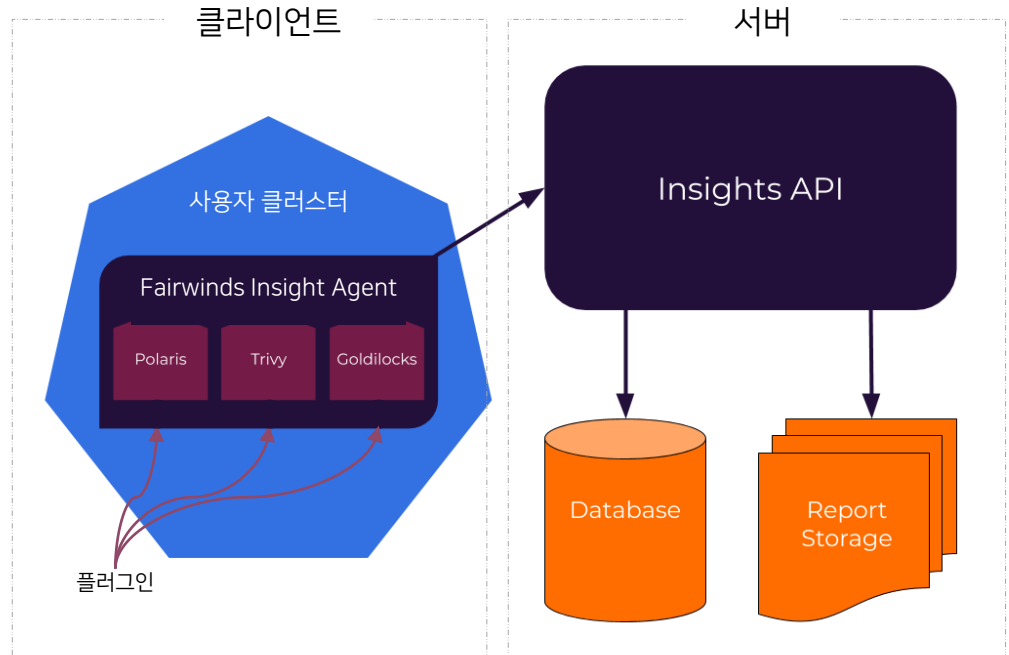 클라이언트
서버
사용자 클러스터
Fairwinds Insight Agent
Polaris
Trivy
Goldilocks
플러그인
Insights API
Database
Report
Storage